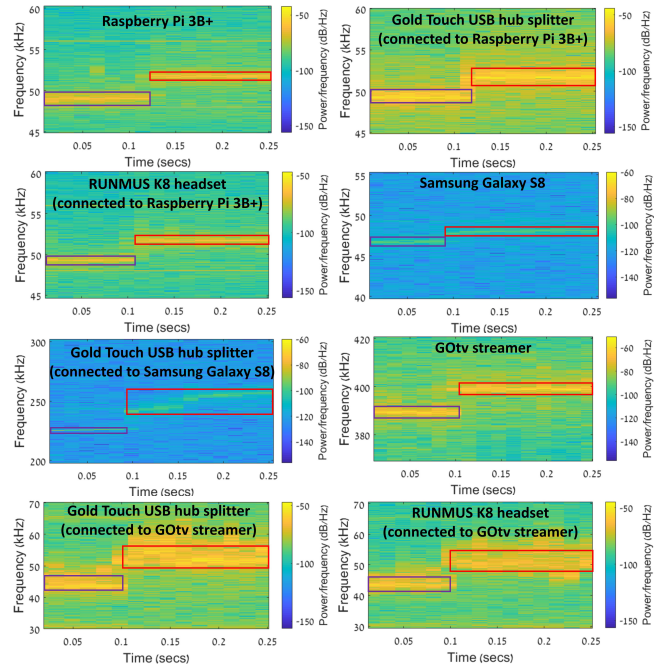 Raspberry Pi 3B+
60
55
50
45
Frequency (kHz)
0.05
0.1
0.15
0.2
0.25
Time (secs)
-50
-100
-150
Power/frequency (dB/Hz)
Gold Touch USB hub splitter
(connected to Raspberry Pi 3B+)
60
55
50
45
Frequency (kHz)
0.05
0.1
0.15
0.2
0.25
Time (secs)
-50
-100
-150
Power/frequency (dB/Hz)
RUNMUS K8 headset
(connected to Raspberry Pi 3B+)
60
55
50
45
Frequency (kHz)
0.05
0.1
0.15
0.2
0.25
Time (secs)
-50
-100
-150
Power/frequency (dB/Hz)
Samsung Galaxy S8
55
50
45
40
Frequency (kHz)
0.05
0.1
0.15
0.2
0.25
Time (secs)
-60
-80
-100
-120
-140
Power/frequency (dB/Hz)
Gold Touch USB hub splitter
(connected to Samsung Galaxy S8)
300
250
200
Frequency (kHz)
0.05
0.1
0.15
0.2
0.25
Time (secs)
-60
-80
-100
-120
-140
Power/frequency (dB/Hz)
GOtv streamer
420
400
380
Frequency (kHz)
0.05
0.1
0.15
0.2
0.25
Time (secs)
-60
-80
-100
-120
-140
Power/frequency (dB/Hz)
Gold Touch USB hub splitter
(connected to GOtv streamer)
70
60
50
40
30
Frequency (kHz)
0.05
0.1
0.15
0.2
0.25
Time (secs)
-50
-100
-150
Power/frequency (dB/Hz)
RUNMUS K8 headset
(connected to GOtv streamer)
70
60
50
40
30
Frequency (kHz)
0.05
0.1
0.15
0.2
0.25
Time (secs)
-50
-100
-150
Power/frequency (dB/Hz)